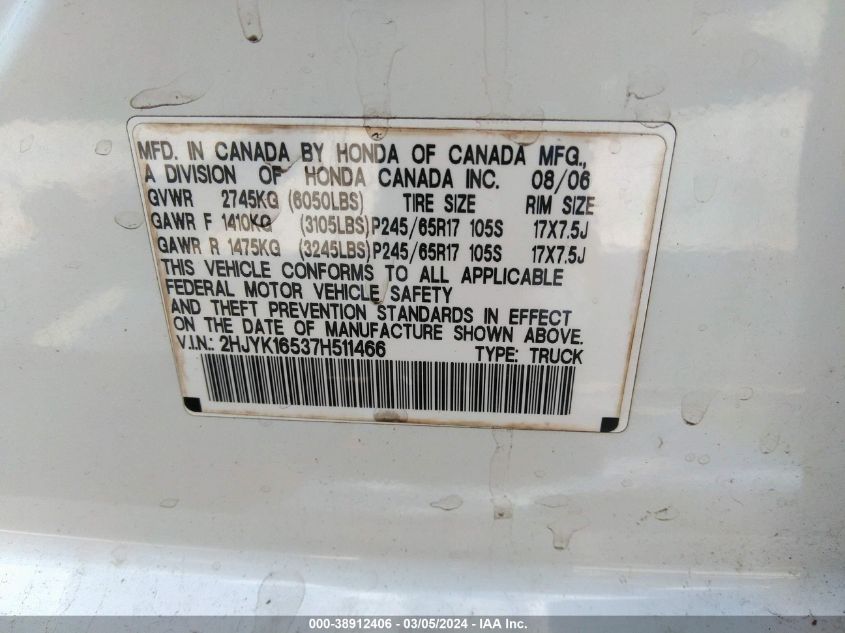 MFD. IN CANADA BY HONDA OF CANADA MFG.,
A DIVISION OF HONDA CANADA INC. 08/06
GVWR 2745KG (6050LBS) TIRE SIZE RIM SIZE
GAWR F 1410KG (3105LBS)P245/65R17 105S 17X7.5J
GAWR R 1475KG (3245LBS)P245/65R17 105S 17X7.5J
THIS VEHICLE CONFORMS TO ALL APPLICABLE
FEDERAL MOTOR VEHICLE SAFETY
AND THEFT PREVENTION STANDARDS IN EFFECT
ON THE DATE OF MANUFACTURE SHOWN ABOVE.
V.I.N.: 2HJYK16537H511466 TYPE: TRUCK
000-38912406 - 03/05/2024 - IAA Inc.